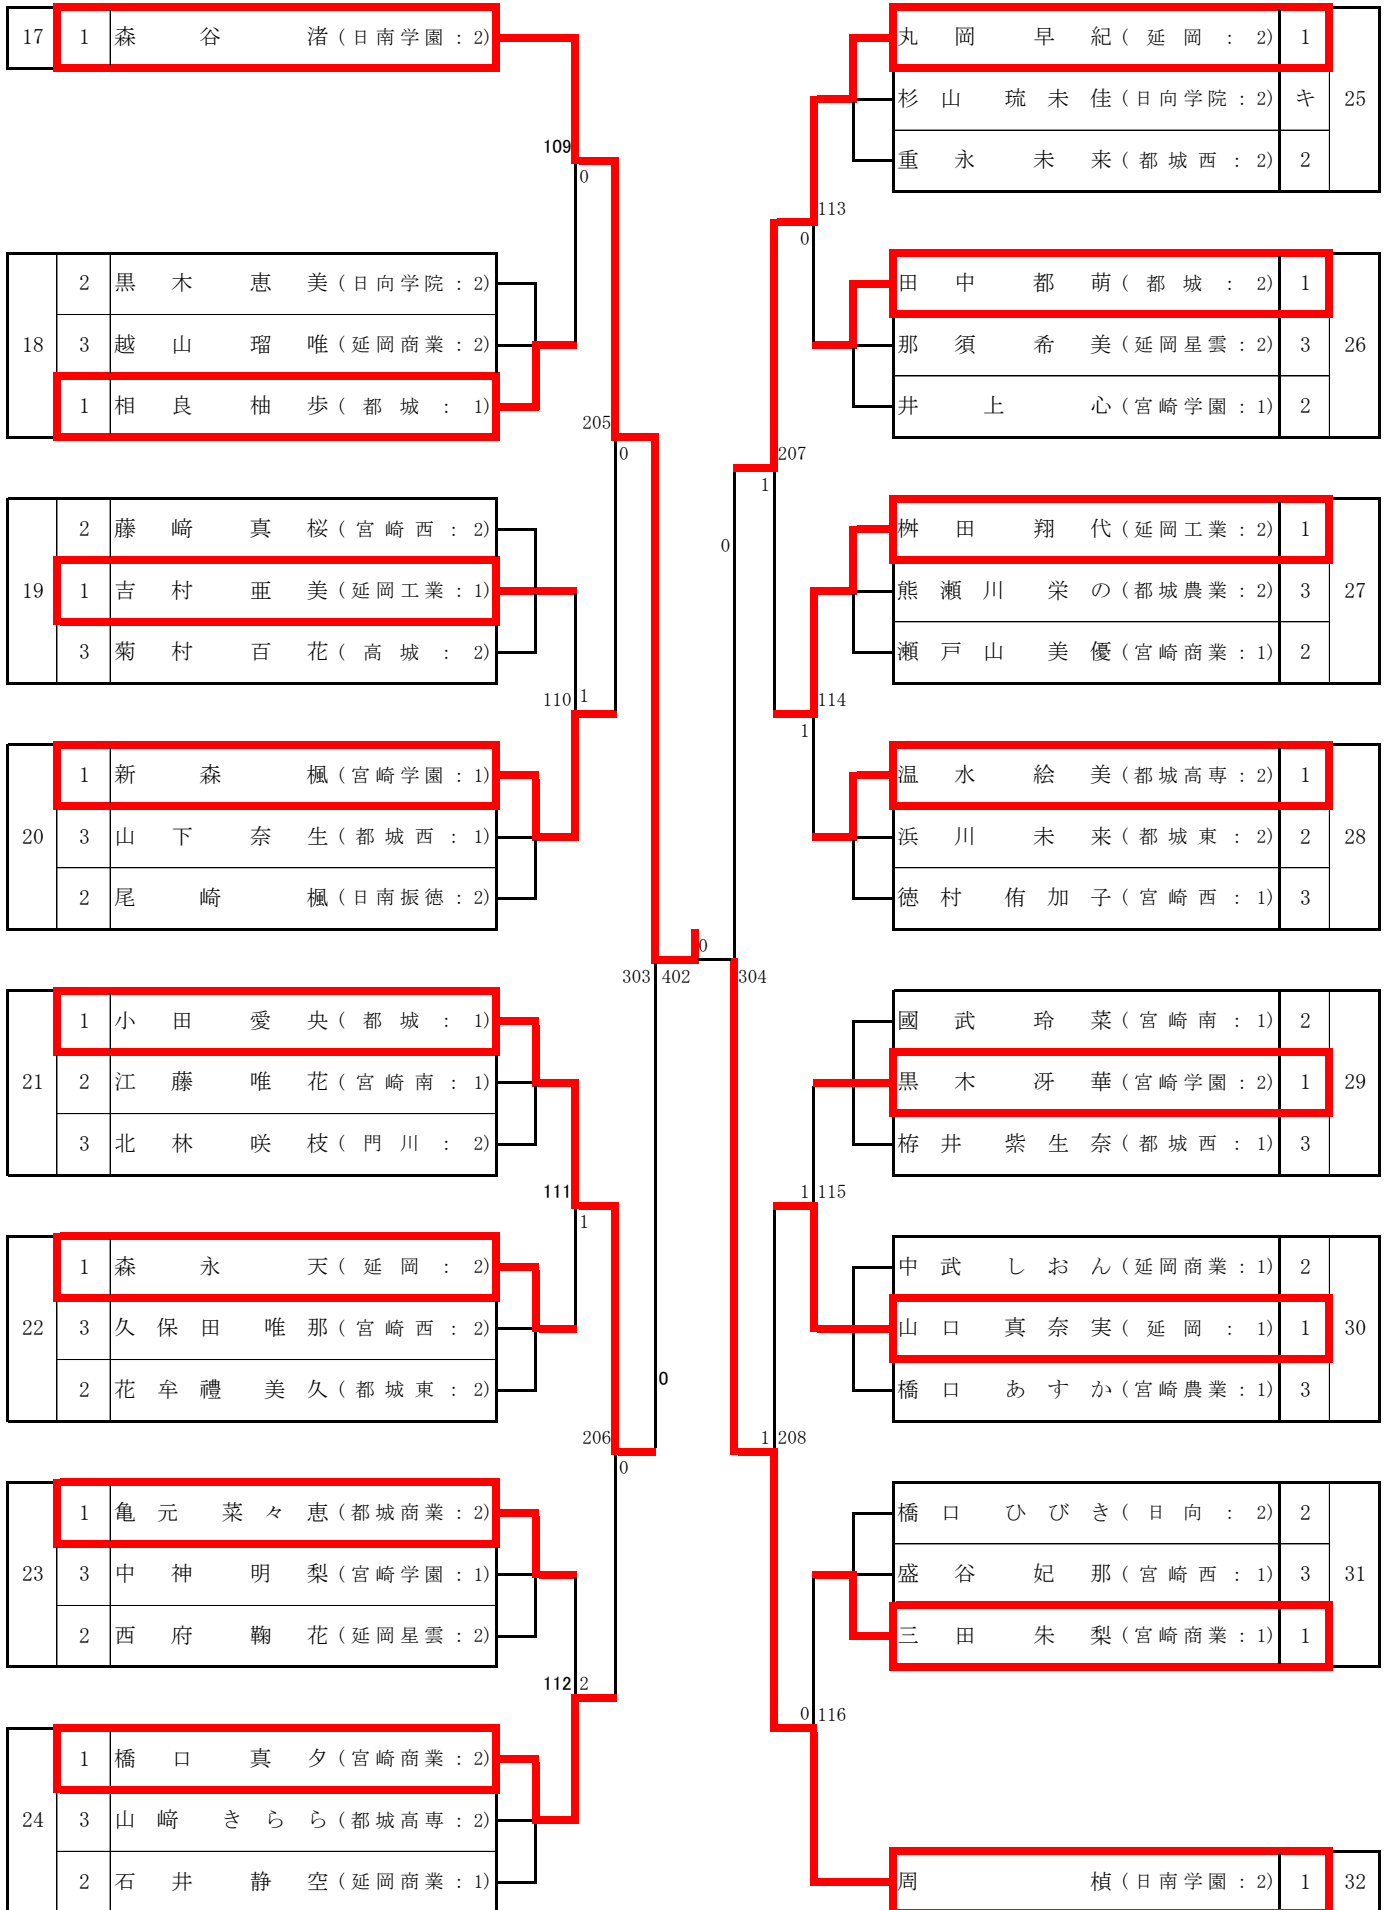 17 1 森谷 渚(日南学園:2)
109
0
18
2 黒木 恵美(日向学院:2)
3 越山 瑠唯(延岡商業:2)
1 相良 柚歩(都城:1)
205
0
19
2 藤﨑 真桜(宮崎西:2)
1 吉村 亜美(延岡工業:1)
3 菊村 百花(高城:2)
110 1
20
1 新森 楓(宮崎学園:1)
3 山下 奈生(都城西:1)
2 尾崎 楓(日南振徳:2)
303 402 0 304
21
1 小田 愛央(都城:1)
2 江藤 唯花(宮崎南:1)
3 北林 咲枝(門川:2)
111
1
22
1 森永 天(延岡:2)
3 久保田 唯那(宮崎西:2)
2 花牟禮 美久(都城東:2)
0
206
0
23
1 亀元 菜々恵(都城商業:2)
3 中神 明梨(宮崎学園:1)
2 西府 鞠花(延岡星雲:2)
112 2
24
1 橋口 真夕(宮崎商業:2)
3 山﨑 きらら(都城高専:2)
2 石井 静空(延岡商業:1)
丸岡 早紀(延岡:2) 1
杉山 琉未佳(日向学院:2) キ
重永 未来(都城西:2) 2
25
113
0
田中 都萌(都城:2) 1
那須 希美(延岡星雲:2) 3
井上 心(宮崎学園:1) 2
26
207
1
0
桝田 翔代(延岡工業:2) 1
熊瀬川 栄の(都城農業:2) 3
瀬戸山 美優(宮崎商業:1) 2
27
114
1
温水 絵美(都城高専:2) 1
浜川 未来(都城東:2) 2
徳村 侑加子(宮崎西:1) 3
28
國武 玲菜(宮崎南:1) 2
黒木 冴華(宮崎学園:2) 1
栫井 紫生奈(都城西:1) 3
29
1 115
中武 しおん(延岡商業:1) 2
山口 真奈実(延岡:1) 1
橋口 あすか(宮崎農業:1) 3
30
1 208
橋口 ひびき(日向:2) 2
盛谷 妃那(宮崎西:1) 3
三田 朱梨(宮崎商業:1) 1
31
0 116
周 楨(日南学園:2) 1 32